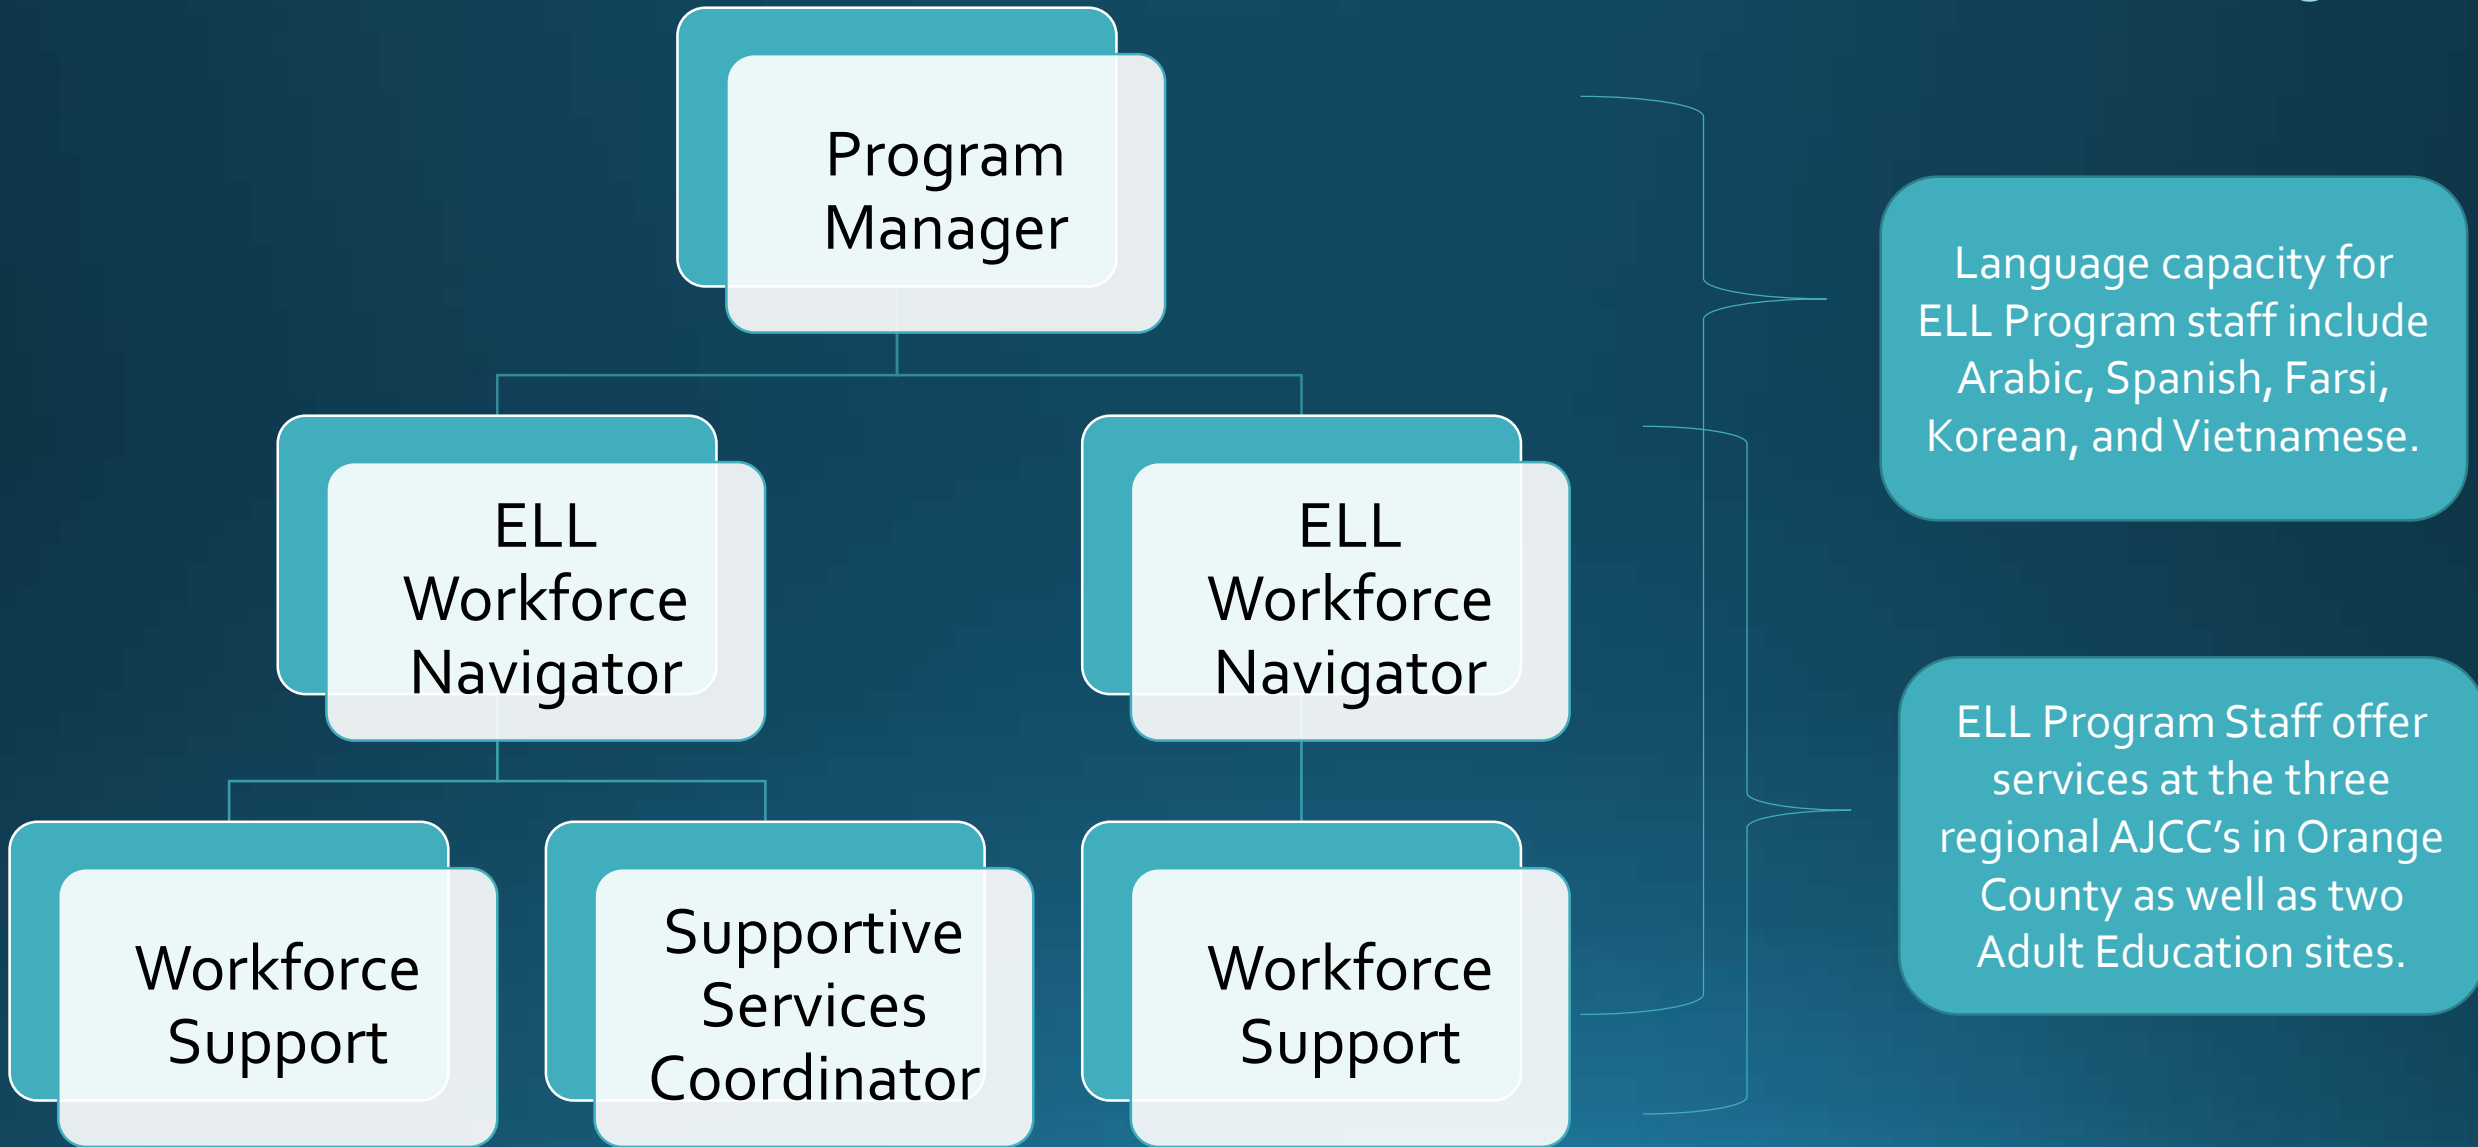 Program
Manager
Language capacity for
ELL Program staff include
Arabic, Spanish, Farsi,
Korean, and Vietnamese.
ELL
Workforce
Navigator
ELL
Workforce
Navigator
ELL Program Staff offer
services at the three
regional AJCC’s in Orange
County as well as two
Adult Education sites.
Workforce
Support
Supportive
Services
Coordinator
Workforce
Support